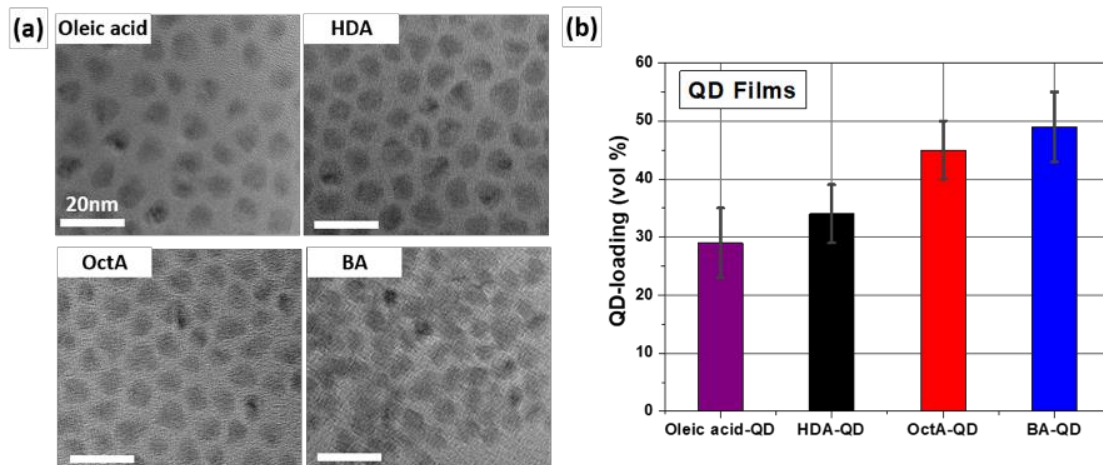 (a)
Oleic acid
HDA
20nm
OctA
BA
(b)
QD Films
QD-loading (vol %)
60
50
40
30
20
10
0
Oleic acid-QD HDA-QD OctA-QD BA-QD